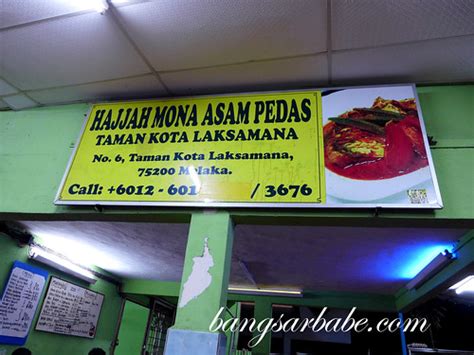 HAJJAH MONA ASAM PEDAS
TAMAN KOTA LAKSAMANA
No. 6, Taman Kota Laksamana,
75200 Melaka.
Call: +6012 - 601 / 3676
bangsarbabe.com